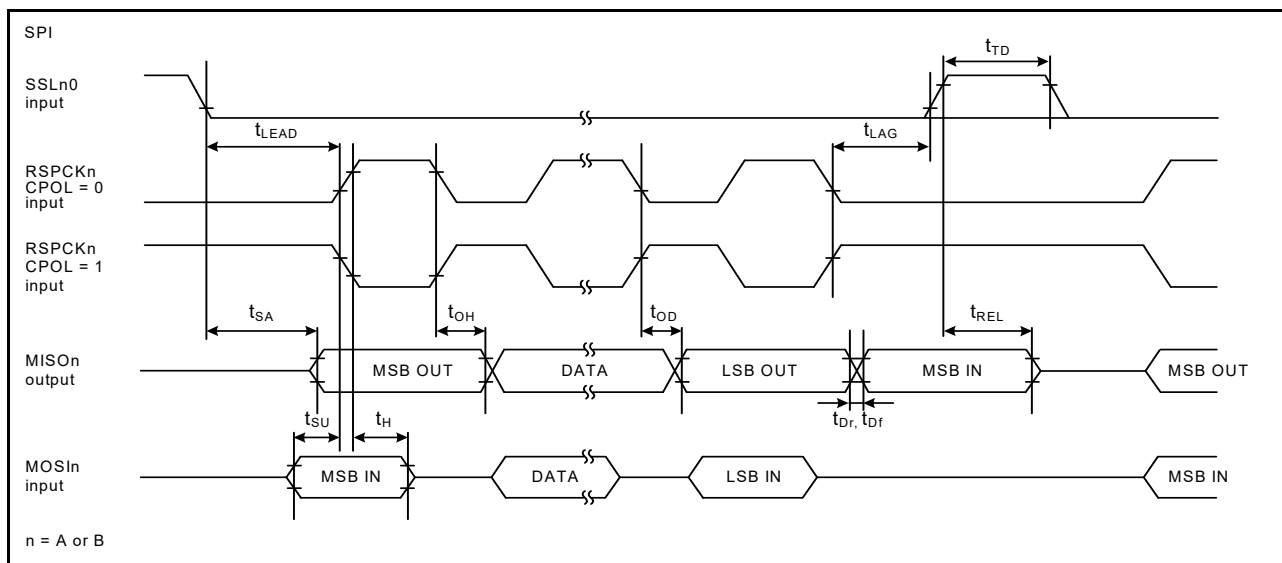 SPI
tTD
SSLn0
input
tLEAD
tLAG
RSPCKn
CPOL = 0
input
RSPCKn
CPOL = 1
input
tSA
tOH
tOD
tREL
MISOn
output
MSB OUT
DATA
LSB OUT
MSB IN
MSB OUT
tSU
tH
tDr, tDf
MOSIn
input
MSB IN
DATA
LSB IN
MSB IN
n = A or B